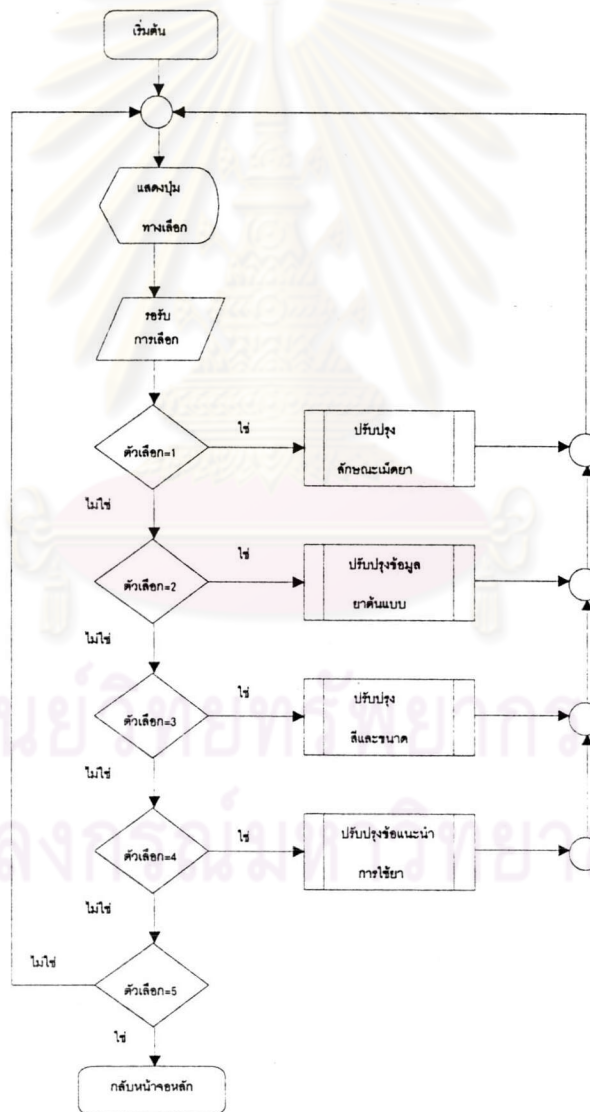 เริ่มต้น
แสดงปุ่ม
ทางเลือก
รอรับ
การเลือก
ตัวเลือก=1
ใช่
ปรับปรุง
ลักษณะเม็ดยา
ไม่ใช่
ตัวเลือก=2
ใช่
ปรับปรุงข้อมูล
ยาต้นแบบ
ไม่ใช่
ตัวเลือก=3
ใช่
ปรับปรุง
สีและขนาด
ไม่ใช่
ตัวเลือก=4
ใช่
ปรับปรุงข้อแนะนำ
การใช้ยา
ไม่ใช่
ไม่ใช่
ตัวเลือก=5
ใช่
กลับหน้าจอหลัก